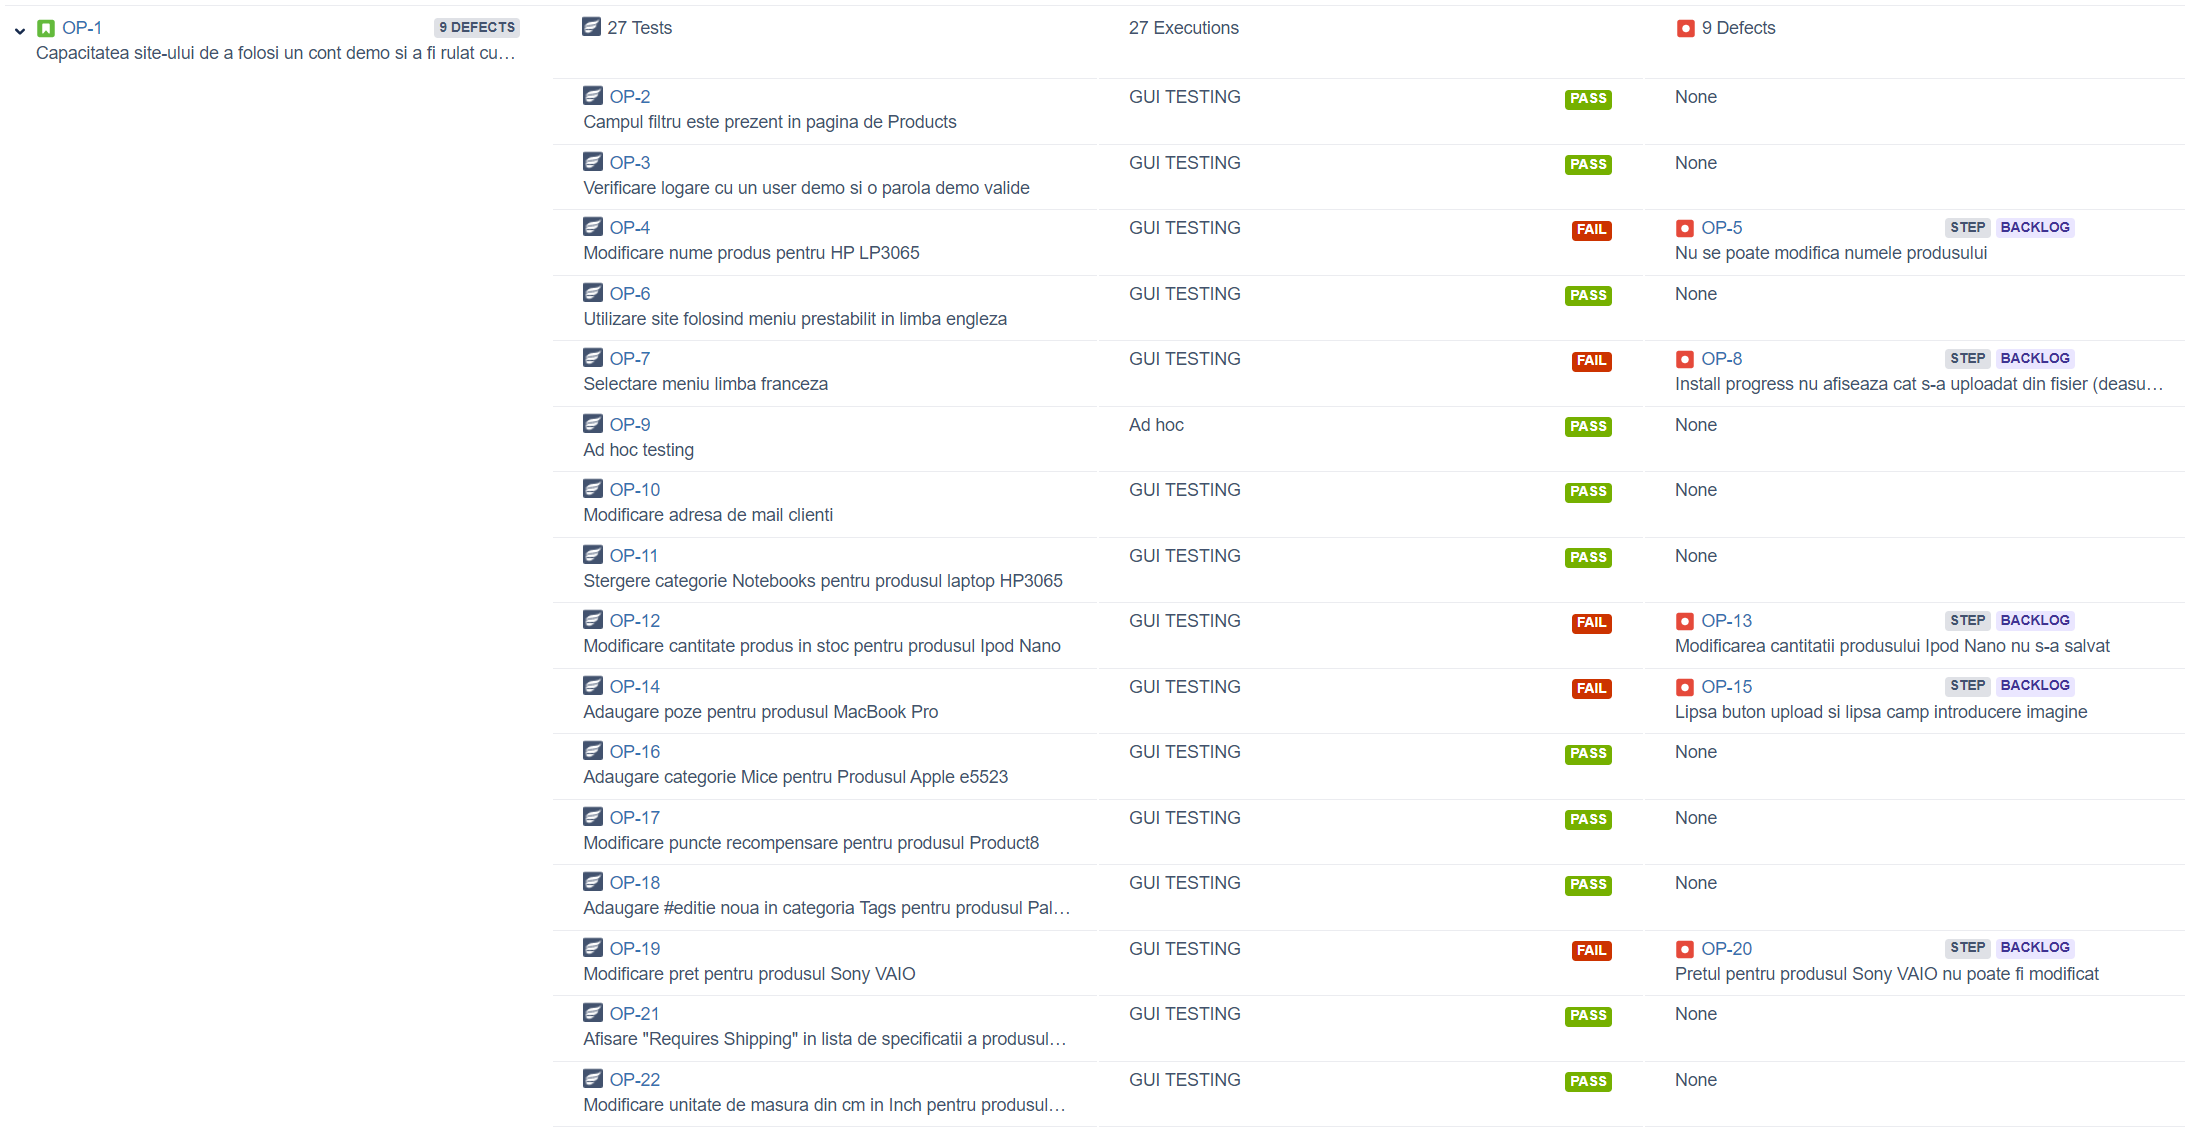 OP-1 9 DEFECTS
Capacitatea site-ului de a folosi un cont demo si a fi rulat cu...
27 Tests 27 Executions 9 Defects
OP-2 GUI TESTING PASS None
Campul filtru este prezent in pagina de Products
OP-3 GUI TESTING PASS None
Verificare logare cu un user demo si o parola demo valide
OP-4 GUI TESTING FAIL OP-5 STEP BACKLOG
Modificare nume produs pentru HP LP3065 Nu se poate modifica numele produsului
OP-6 GUI TESTING PASS None
Utilizare site folosind meniu prestabilit in limba engleza
OP-7 GUI TESTING FAIL OP-8 STEP BACKLOG
Selectare meniu limba franceza Install progress nu afiseaza cat s-a uploadat din fisier (deasu...
OP-9 Ad hoc PASS None
Ad hoc testing
OP-10 GUI TESTING PASS None
Modificare adresa de mail clienti
OP-11 GUI TESTING PASS None
Stergere categorie Notebooks pentru produsul laptop HP3065
OP-12 GUI TESTING FAIL OP-13 STEP BACKLOG
Modificare cantitate produs in stoc pentru produsul Ipod Nano Modificarea cantitatii produsului Ipod Nano nu s-a salvat
OP-14 GUI TESTING FAIL OP-15 STEP BACKLOG
Adaugare poze pentru produsul MacBook Pro Lipsa buton upload si lipsa camp introducere imagine
OP-16 GUI TESTING PASS None
Adaugare categorie Mice pentru Produsul Apple e5523
OP-17 GUI TESTING PASS None
Modificare puncte recompensare pentru produsul Product8
OP-18 GUI TESTING PASS None
Adaugare #editie noua in categoria Tags pentru produsul Pal...
OP-19 GUI TESTING FAIL OP-20 STEP BACKLOG
Modificare pret pentru produsul Sony VAIO Pretul pentru produsul Sony VAIO nu poate fi modificat
OP-21 GUI TESTING PASS None
Afisare "Requires Shipping" in lista de specificatii a produsul...
OP-22 GUI TESTING PASS None
Modificare unitate de masura din cm in Inch pentru produsul...